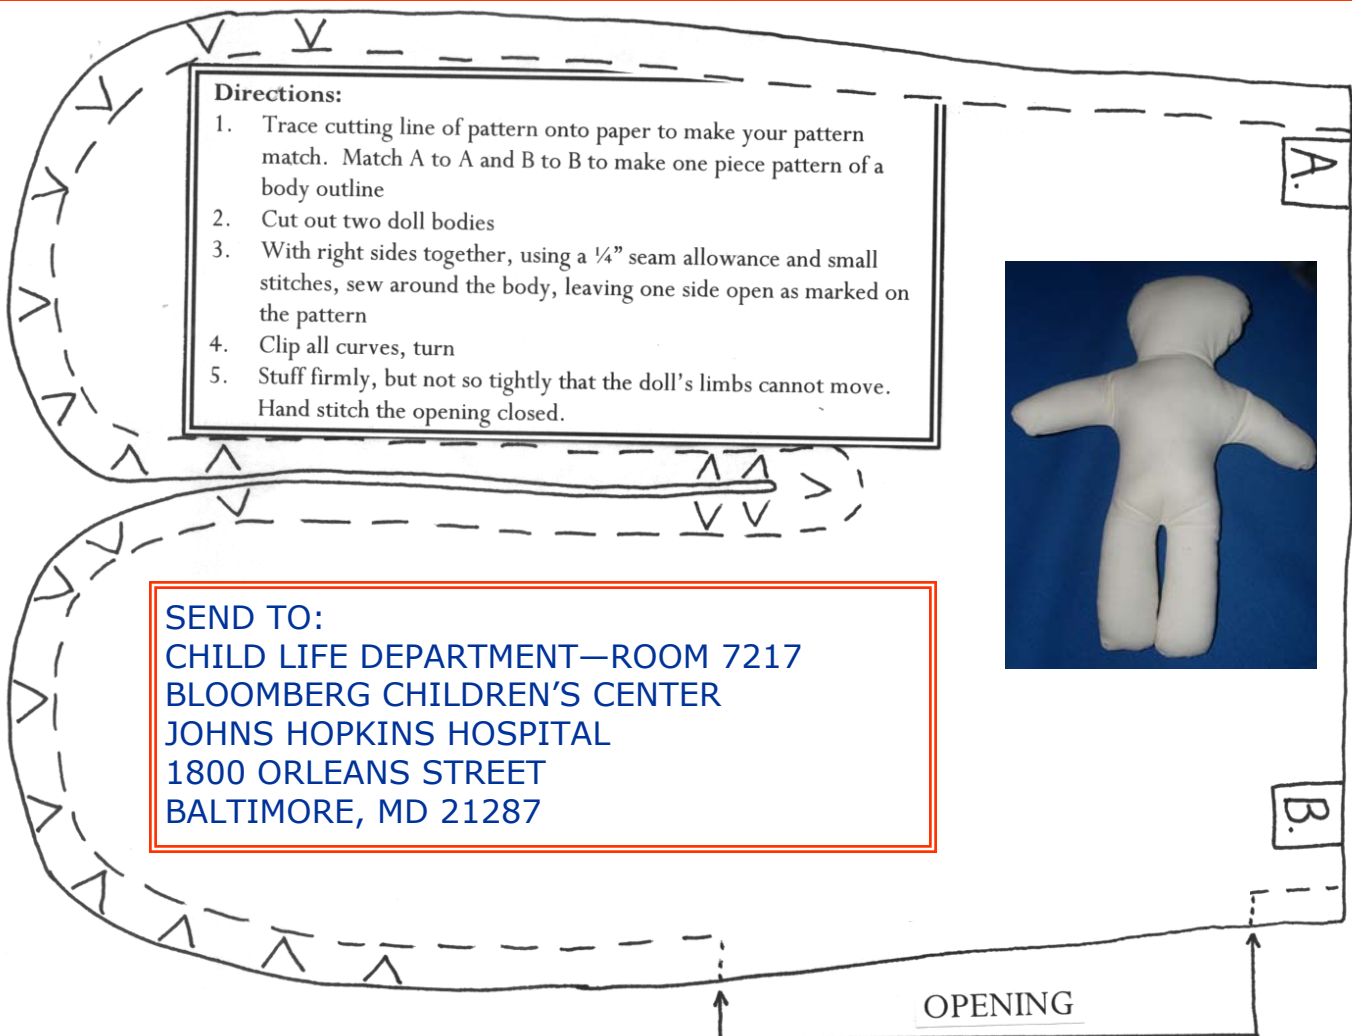 Directions:
1. Trace cutting line of pattern onto paper to make your pattern
match. Match A to A and B to B to make one piece pattern of a
body outline
2. Cut out two doll bodies
3. With right sides together, using a ¼” seam allowance and small
stitches, sew around the body, leaving one side open as marked on
the pattern
4. Clip all curves, turn
5. Stuff firmly, but not so tightly that the doll's limbs cannot move.
Hand stitch the opening closed.
A.
SEND TO:
CHILD LIFE DEPARTMENT—ROOM 7217
BLOOMBERG CHILDREN’S CENTER
JOHNS HOPKINS HOSPITAL
1800 ORLEANS STREET
BALTIMORE, MD 21287
B.
OPENING